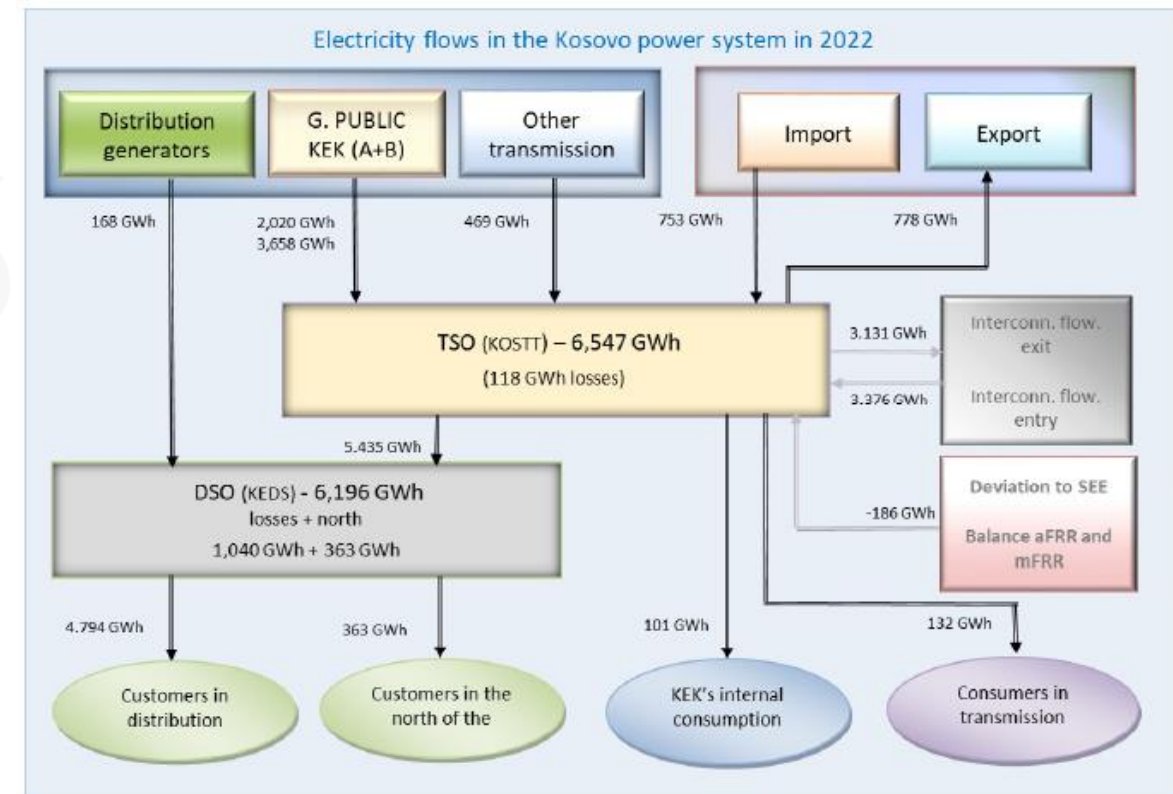 Electricity flows in the Kosovo power system in 2022
Distribution
generators
G. PUBLIC
KEK (A+B)
Other
transmission
Import
Export
168 GWh
2,020 GWh
3,658 GWh
469 GWh
753 GWh
778 GWh
TSO (KOSTT) – 6,547 GWh
(118 GWh losses)
3.131 GWh
3.376 GWh
Interconn. flow.
exit
Interconn. flow.
entry
5.435 GWh
DSO (KEDS) - 6,196 GWh
losses + north
1,040 GWh + 363 GWh
-186 GWh
Deviation to SEE
Balance aFRR and
mFRR
4.794 GWh
363 GWh
101 GWh
132 GWh
Customers in
distribution
Customers in the
north of the
KEK's internal
consumption
Consumers in
transmission